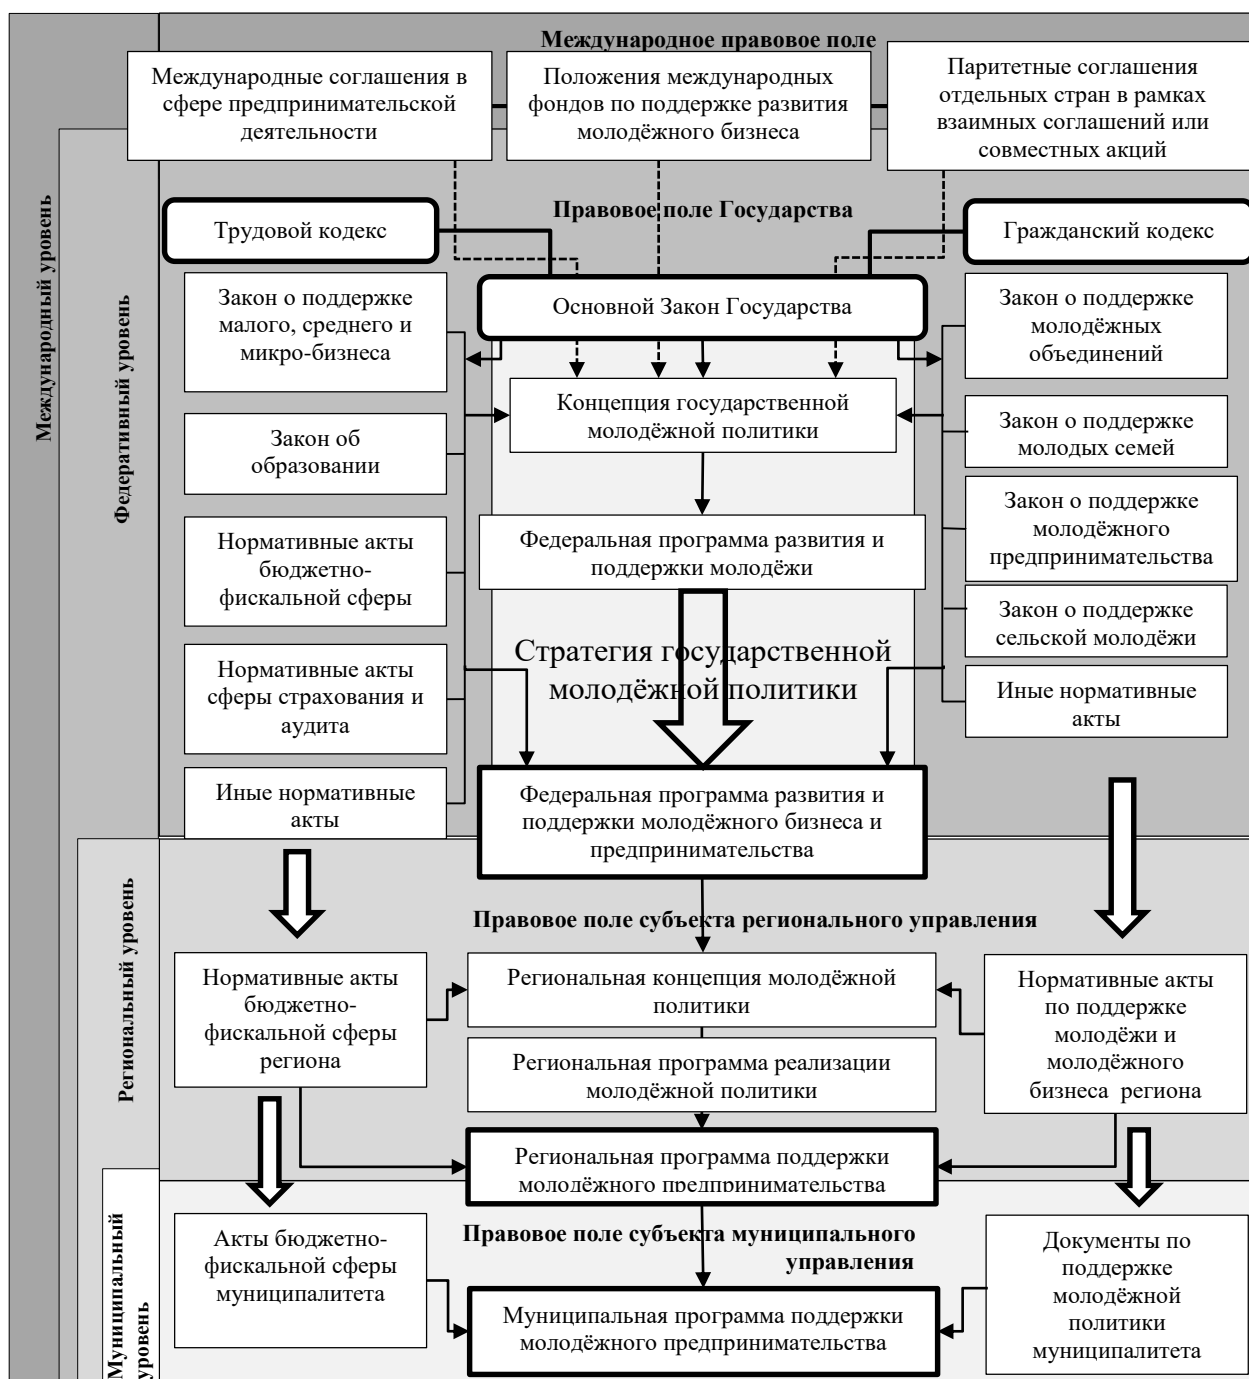 Международное правовое поле
Международные соглашения в
сфере предпринимательской
деятельности
Положения международных
фондов по поддержке развития
молодёжного бизнеса
Паритетные соглашения
отдельных стран в рамках
взаимных соглашений или
совместных акций
Международный уровень
Федеративный уровень
Правовое поле Государства
Трудовой кодекс
Гражданский кодекс
Основной Закон Государства
Закон о поддержке
малого, среднего и
микро-бизнеса
Закон об
образовании
Нормативные акты
бюджетно-
фискальной сферы
Нормативные акты
сферы страхования и
аудита
Иные нормативные
акты
Концепция государственной
молодёжной политики
Федеральная программа развития и
поддержки молодёжи
Стратегия государственной
молодёжной политики
Федеральная программа развития и
поддержки молодёжного бизнеса и
предпринимательства
Закон о поддержке
молодёжных
объединений
Закон о поддержке
молодых семей
Закон о поддержке
молодёжного
предпринимательства
Закон о поддержке
сельской молодёжи
Иные нормативные
акты
Региональный уровень
Правовое поле субъекта регионального управления
Нормативные акты
бюджетно-
фискальной сферы
региона
Региональная концепция молодёжной
политики
Региональная программа реализации
молодёжной политики
Региональная программа поддержки
молодёжного предпринимательства
Нормативные акты
по поддержке
молодёжи и
молодёжного
бизнеса региона
Муниципальный
уровень
Правовое поле субъекта муниципального
управления
Акты бюджетно-
фискальной сферы
муниципалитета
Муниципальная программа поддержки
молодёжного предпринимательства
Документы по
поддержке
молодёжной
политики
муниципалитета